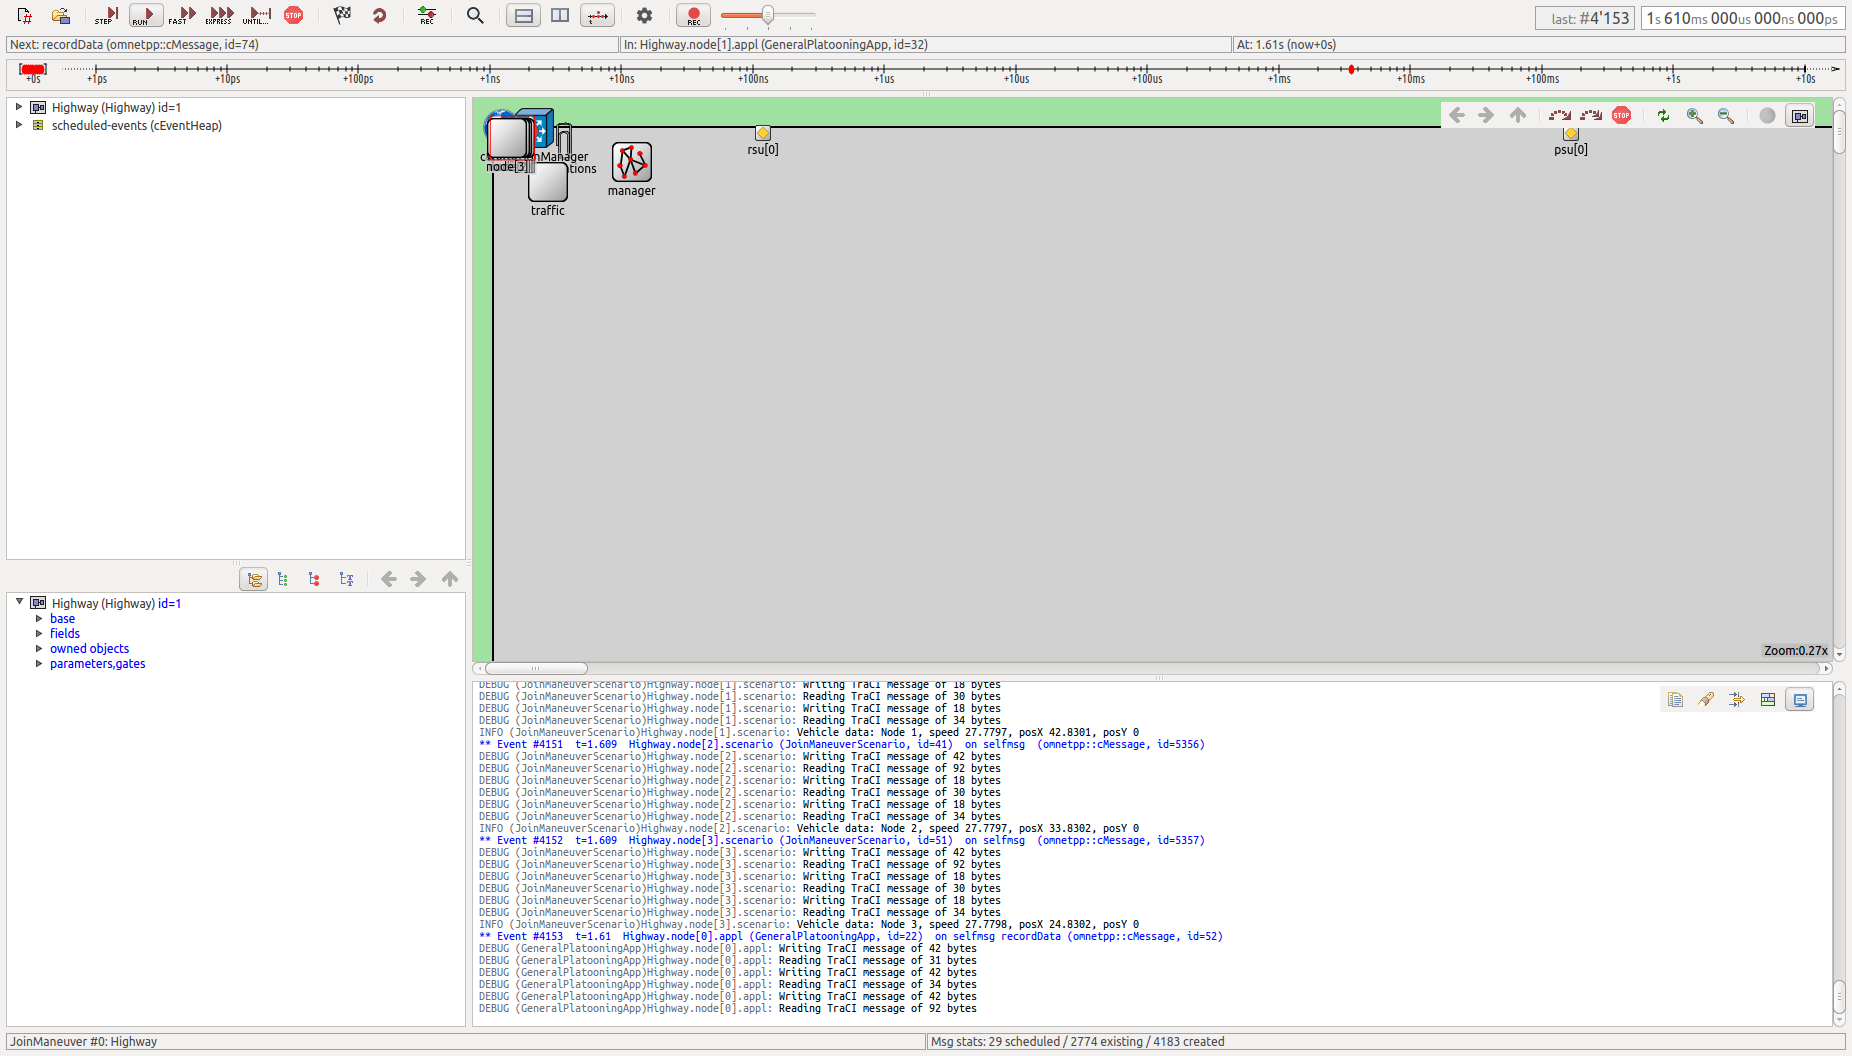 STEP RUN FAST EXPRESS UNTIL... STOP REC REC last: #4'153 1s 610ms 000us 000ns 000ps
Next: recordData (omnetpp::cMessage, id=74) In: Highway.node[1].appl (GeneralPlatooningApp, id=32) At: 1.61s (now+0s)
+0s +1ps +10ps +100ps +1ns +10ns +100ns +1us +10us +100us +1ms +10ms +100ms +1s +10s
Highway (Highway) id=1
scheduled-events (cEventHeap)
STOP
rsu[0] psu[0]
node[3]
manager
traffic
Zoom:0.27x
Highway (Highway) id=1
base
fields
owned objects
parameters,gates
DEBUG (JoinManeuverScenario)Highway.node[1].scenario: Writing TraCI message of 18 bytes
DEBUG (JoinManeuverScenario)Highway.node[1].scenario: Reading TraCI message of 30 bytes
DEBUG (JoinManeuverScenario)Highway.node[1].scenario: Writing TraCI message of 18 bytes
DEBUG (JoinManeuverScenario)Highway.node[1].scenario: Reading TraCI message of 34 bytes
INFO (JoinManeuverScenario)Highway.node[1].scenario: Vehicle data: Node 1, speed 27.7797, posX 42.8301, posY 0
** Event #4151 t=1.609 Highway.node[2].scenario (JoinManeuverScenario, id=41) on selfmsg (omnetpp::cMessage, id=5356)
DEBUG (JoinManeuverScenario)Highway.node[2].scenario: Writing TraCI message of 42 bytes
DEBUG (JoinManeuverScenario)Highway.node[2].scenario: Reading TraCI message of 92 bytes
DEBUG (JoinManeuverScenario)Highway.node[2].scenario: Writing TraCI message of 18 bytes
DEBUG (JoinManeuverScenario)Highway.node[2].scenario: Reading TraCI message of 30 bytes
DEBUG (JoinManeuverScenario)Highway.node[2].scenario: Writing TraCI message of 18 bytes
DEBUG (JoinManeuverScenario)Highway.node[2].scenario: Reading TraCI message of 34 bytes
INFO (JoinManeuverScenario)Highway.node[2].scenario: Vehicle data: Node 2, speed 27.7797, posX 33.8302, posY 0
** Event #4152 t=1.609 Highway.node[3].scenario (JoinManeuverScenario, id=51) on selfmsg (omnetpp::cMessage, id=5357)
DEBUG (JoinManeuverScenario)Highway.node[3].scenario: Writing TraCI message of 42 bytes
DEBUG (JoinManeuverScenario)Highway.node[3].scenario: Reading TraCI message of 92 bytes
DEBUG (JoinManeuverScenario)Highway.node[3].scenario: Writing TraCI message of 18 bytes
DEBUG (JoinManeuverScenario)Highway.node[3].scenario: Reading TraCI message of 30 bytes
DEBUG (JoinManeuverScenario)Highway.node[3].scenario: Writing TraCI message of 18 bytes
DEBUG (JoinManeuverScenario)Highway.node[3].scenario: Reading TraCI message of 34 bytes
INFO (JoinManeuverScenario)Highway.node[3].scenario: Vehicle data: Node 3, speed 27.7798, posX 24.8302, posY 0
** Event #4153 t=1.61 Highway.node[0].appl (GeneralPlatooningApp, id=22) on selfmsg recordData (omnetpp::cMessage, id=52)
DEBUG (GeneralPlatooningApp)Highway.node[0].appl: Writing TraCI message of 42 bytes
DEBUG (GeneralPlatooningApp)Highway.node[0].appl: Reading TraCI message of 31 bytes
DEBUG (GeneralPlatooningApp)Highway.node[0].appl: Writing TraCI message of 42 bytes
DEBUG (GeneralPlatooningApp)Highway.node[0].appl: Reading TraCI message of 34 bytes
DEBUG (GeneralPlatooningApp)Highway.node[0].appl: Writing TraCI message of 42 bytes
DEBUG (GeneralPlatooningApp)Highway.node[0].appl: Reading TraCI message of 92 bytes
JoinManeuver #0: Highway Msg stats: 29 scheduled / 2774 existing / 4183 created